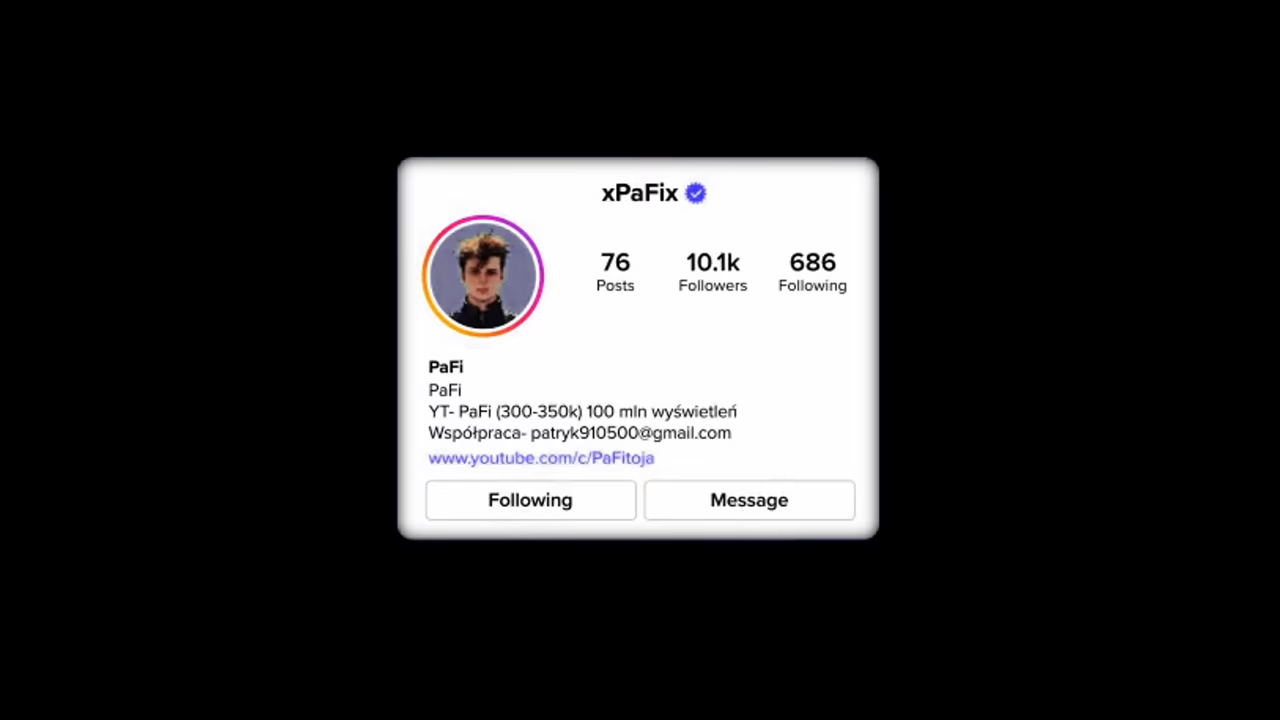 xPaFix
76 10.1k 686
Posts Followers Following
PaFi
PaFi
YT- PaFi (300-350k) 100 mln wyświetleń
Współpraca- patryk910500@gmail.com
www.youtube.com/c/PaFitoja
Following Message